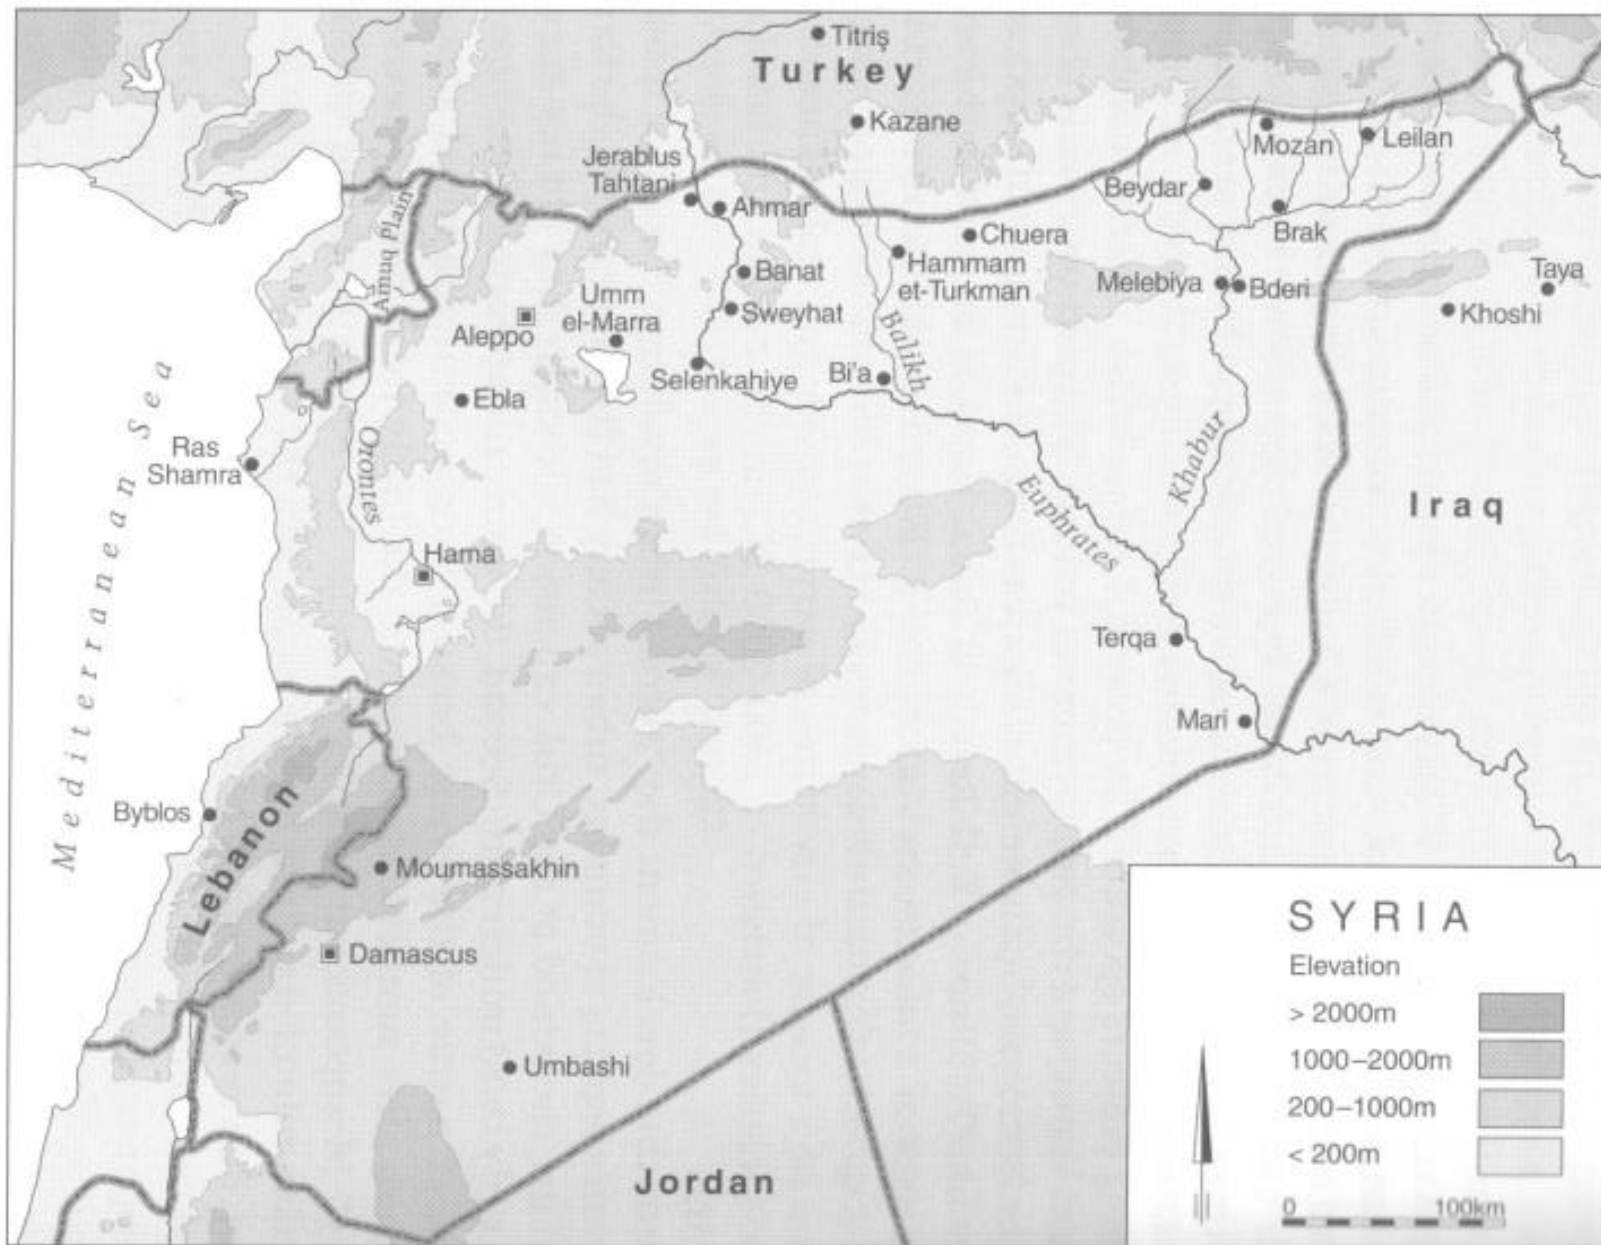 Titriş
Turkey
Kazane
Jerablus
Tahtani
Ahmar
Mozan
Leilan
Beydar
Brak
Amuq Plain
Chuera
Banat
Hammam
et-Turkman
Melebiya
Bderi
Taya
Khoshi
Umm
el-Marra
Aleppo
Sweyhat
Balikh
Selenkahiye
Bi'a
Ebla
Mediterranean Sea
Ras
Shamra
Orontes
Khabur
Euphrates
Iraq
Hama
Terqa
Mari
Byblos
Lebanon
Moumassakhin
Damascus
Umbashi
Jordan
SYRIA
Elevation
> 2000m
1000–2000m
200–1000m
< 200m
0 100km